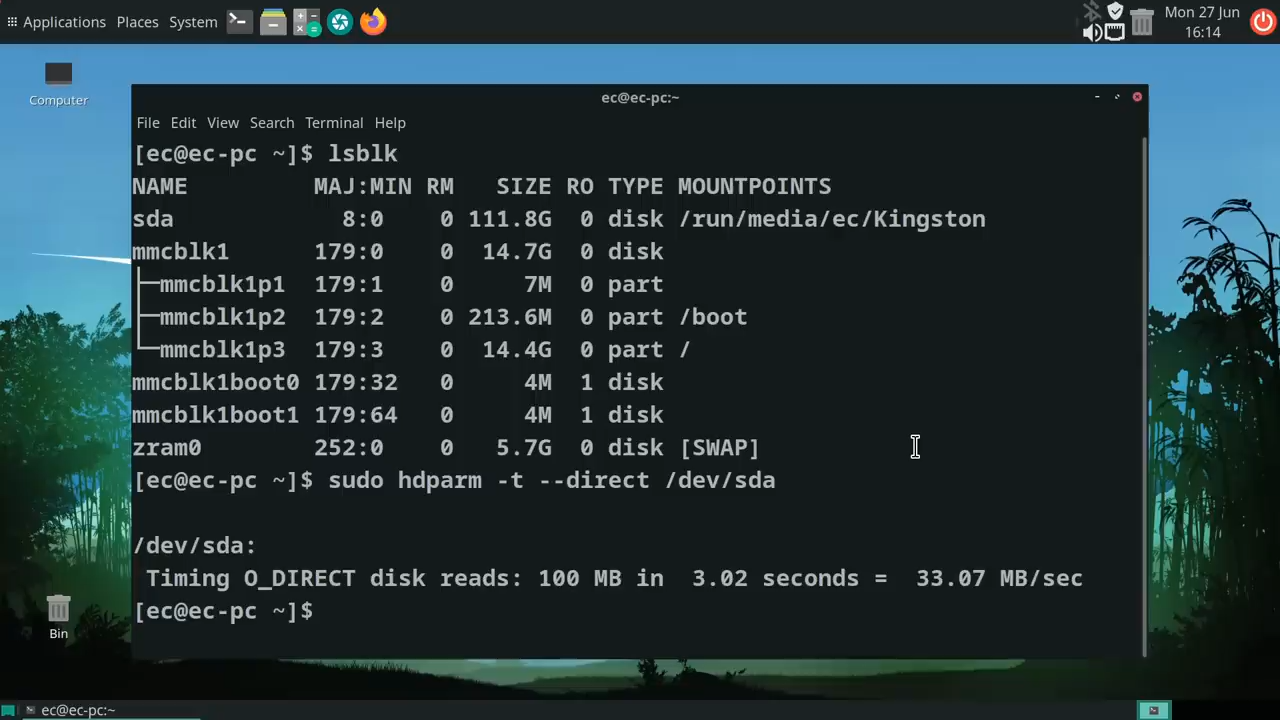 Applications Places System
Mon 27 Jun
16:14
Computer
ec@ec-pc:~
File Edit View Search Terminal Help
[ec@ec-pc ~]$ lsblk
NAME MAJ:MIN RM SIZE RO TYPE MOUNTPOINTS
sda 8:0 0 111.8G 0 disk /run/media/ec/Kingston
mmcblk1 179:0 0 14.7G 0 disk
├─mmcblk1p1 179:1 0 7M 0 part
├─mmcblk1p2 179:2 0 213.6M 0 part /boot
└─mmcblk1p3 179:3 0 14.4G 0 part /
mmcblk1boot0 179:32 0 4M 1 disk
mmcblk1boot1 179:64 0 4M 1 disk
zram0 252:0 0 5.7G 0 disk [SWAP]
[ec@ec-pc ~]$ sudo hdparm -t --direct /dev/sda
/dev/sda:
Timing O_DIRECT disk reads: 100 MB in 3.02 seconds = 33.07 MB/sec
[ec@ec-pc ~]$
Bin
ec@ec-pc:~